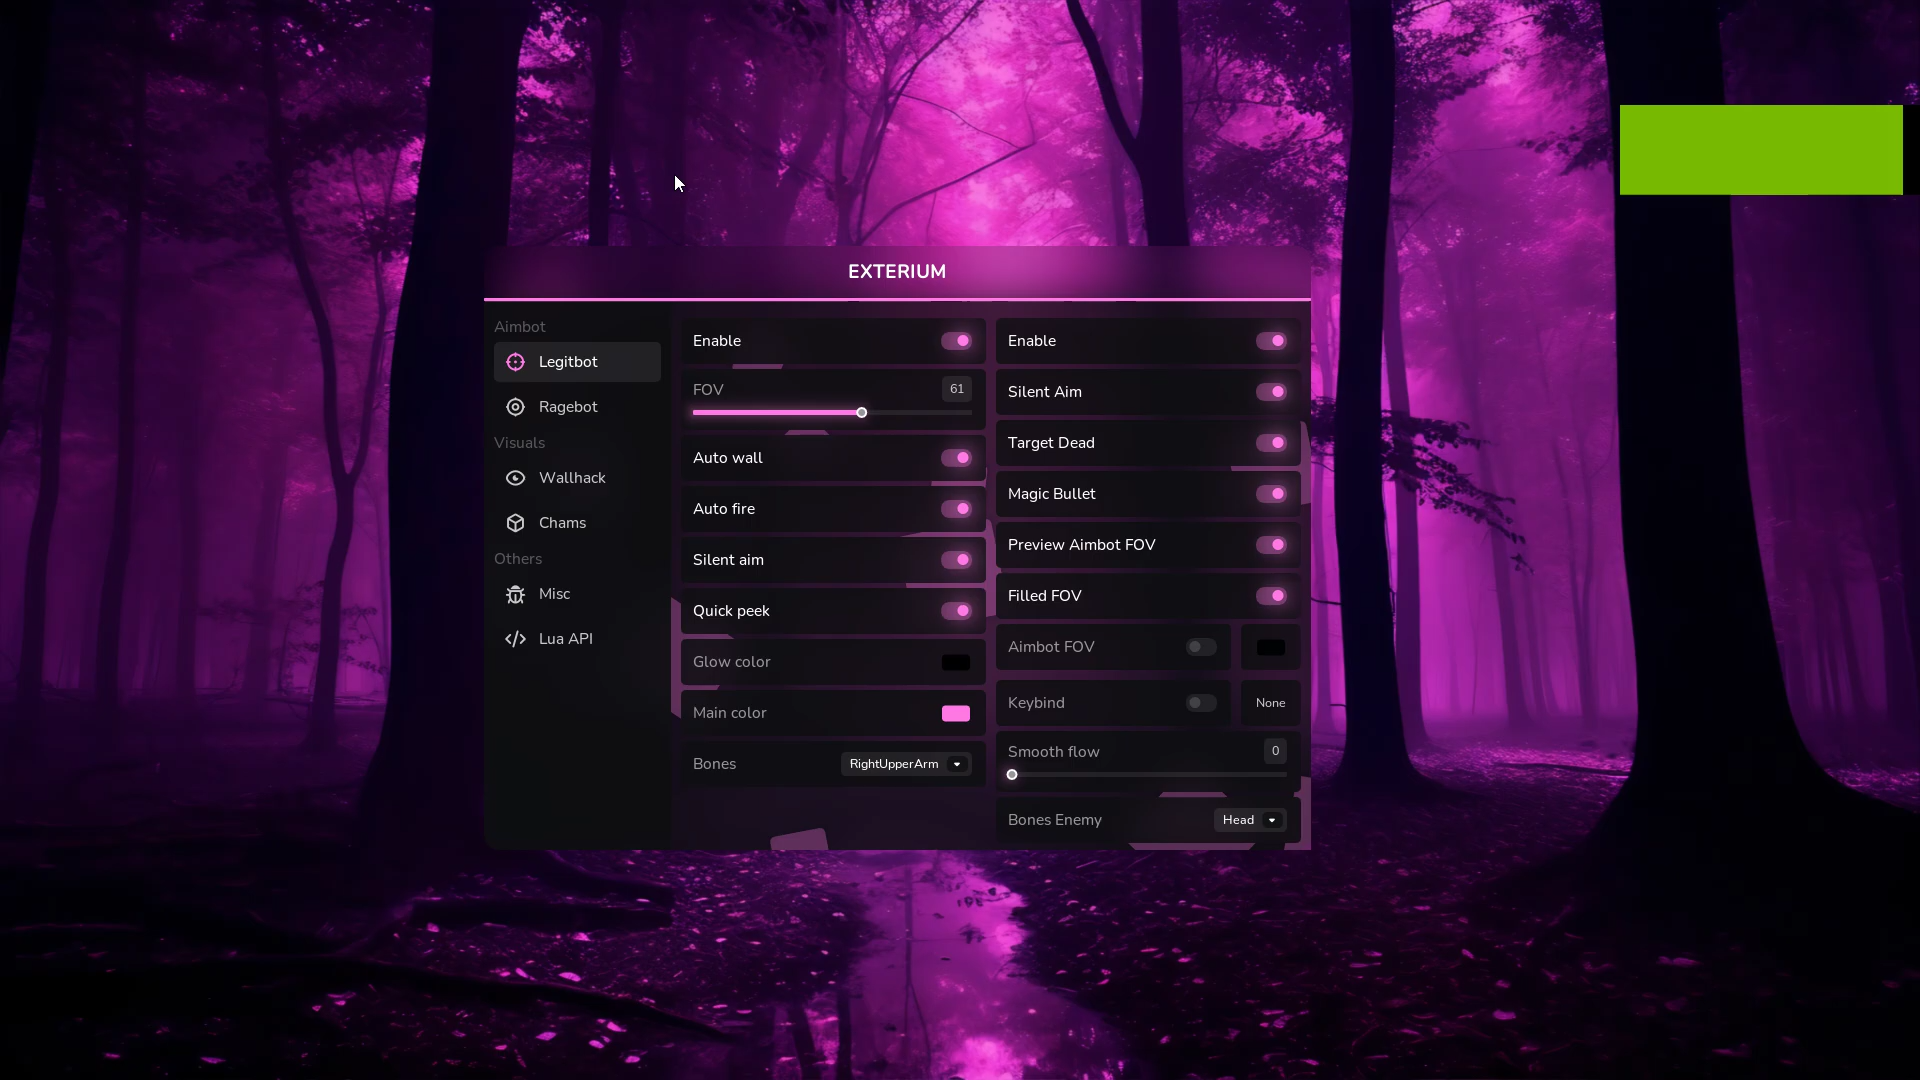 EXTERIUM
Aimbot
Legitbot
Ragebot
Visuals
Wallhack
Chams
Others
Misc
Lua API
Enable
FOV 61
Auto wall
Auto fire
Silent aim
Quick peek
Glow color
Main color
Bones RightUpperArm
Enable
Silent Aim
Target Dead
Magic Bullet
Preview Aimbot FOV
Filled FOV
Aimbot FOV
Keybind None
Smooth flow 0
Bones Enemy Head